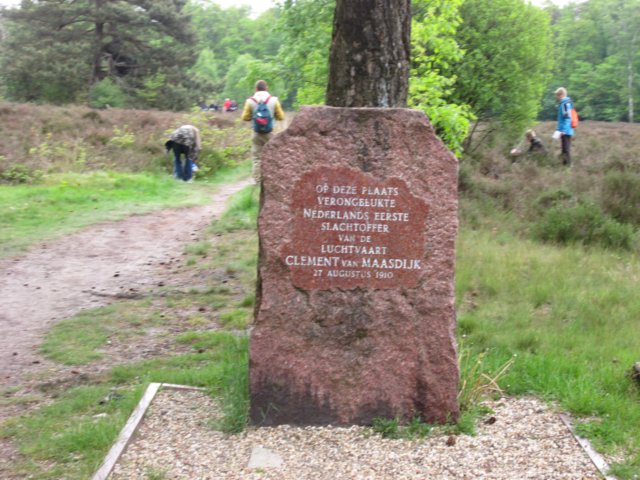 OP DEZE PLAATS
VERONGELUKTE
NEDERLANDS EERSTE
SLACHTOFFER
VAN DE
LUCHTVAART
CLEMENT VAN MAASDIJK
27 AUGUSTUS 1910